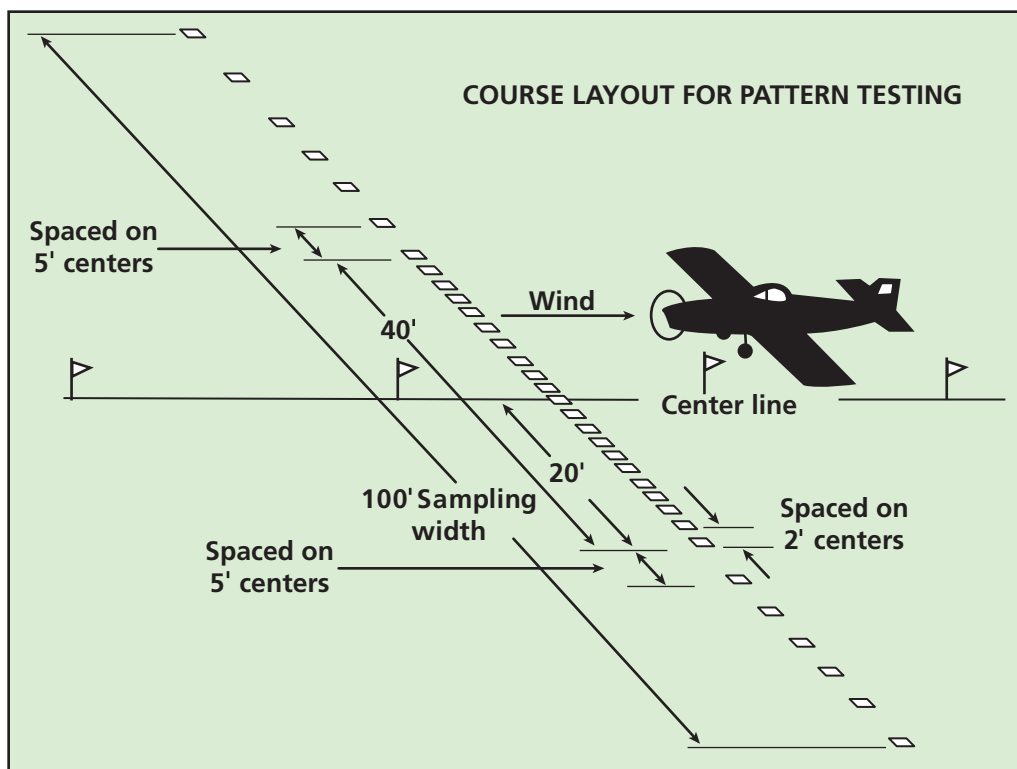 COURSE LAYOUT FOR PATTERN TESTING
Spaced on
5' centers
Wind
40'
Center line
20'
100' Sampling
width
Spaced on
2' centers
Spaced on
5' centers